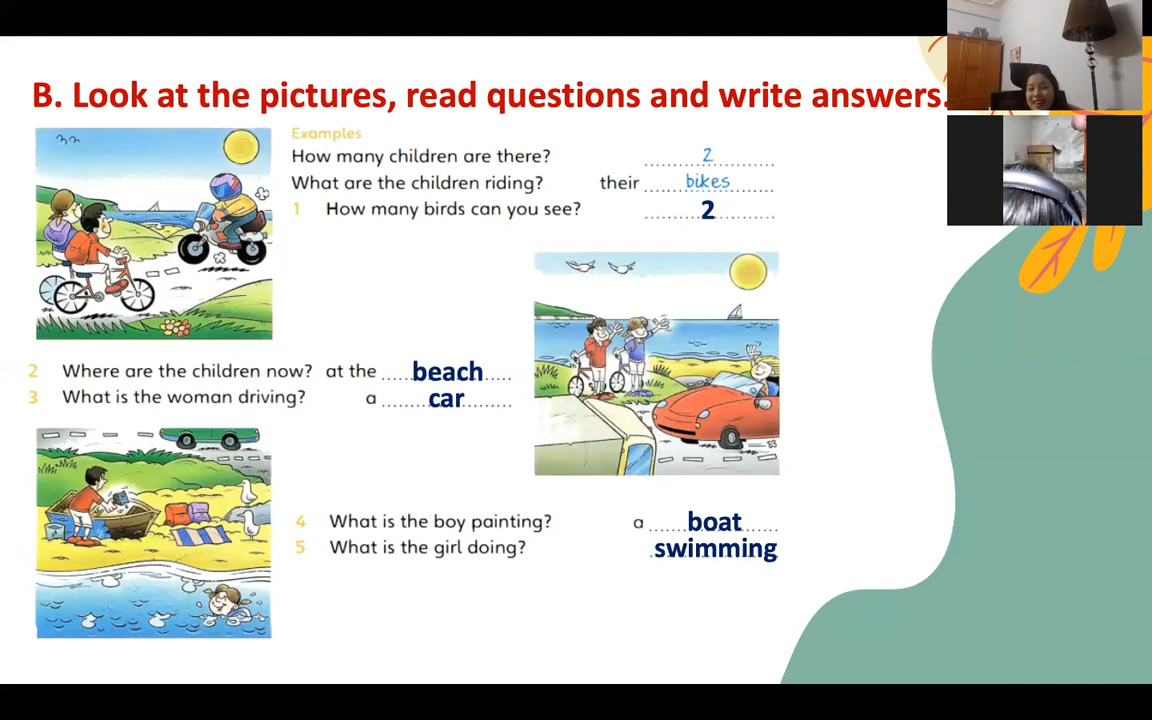 B. Look at the pictures, read questions and write answers.
Examples
How many children are there? 2
What are the children riding? their bikes
1 How many birds can you see? 2
2 Where are the children now? at the beach
3 What is the woman driving? a car
4 What is the boy painting? a boat
5 What is the girl doing? swimming